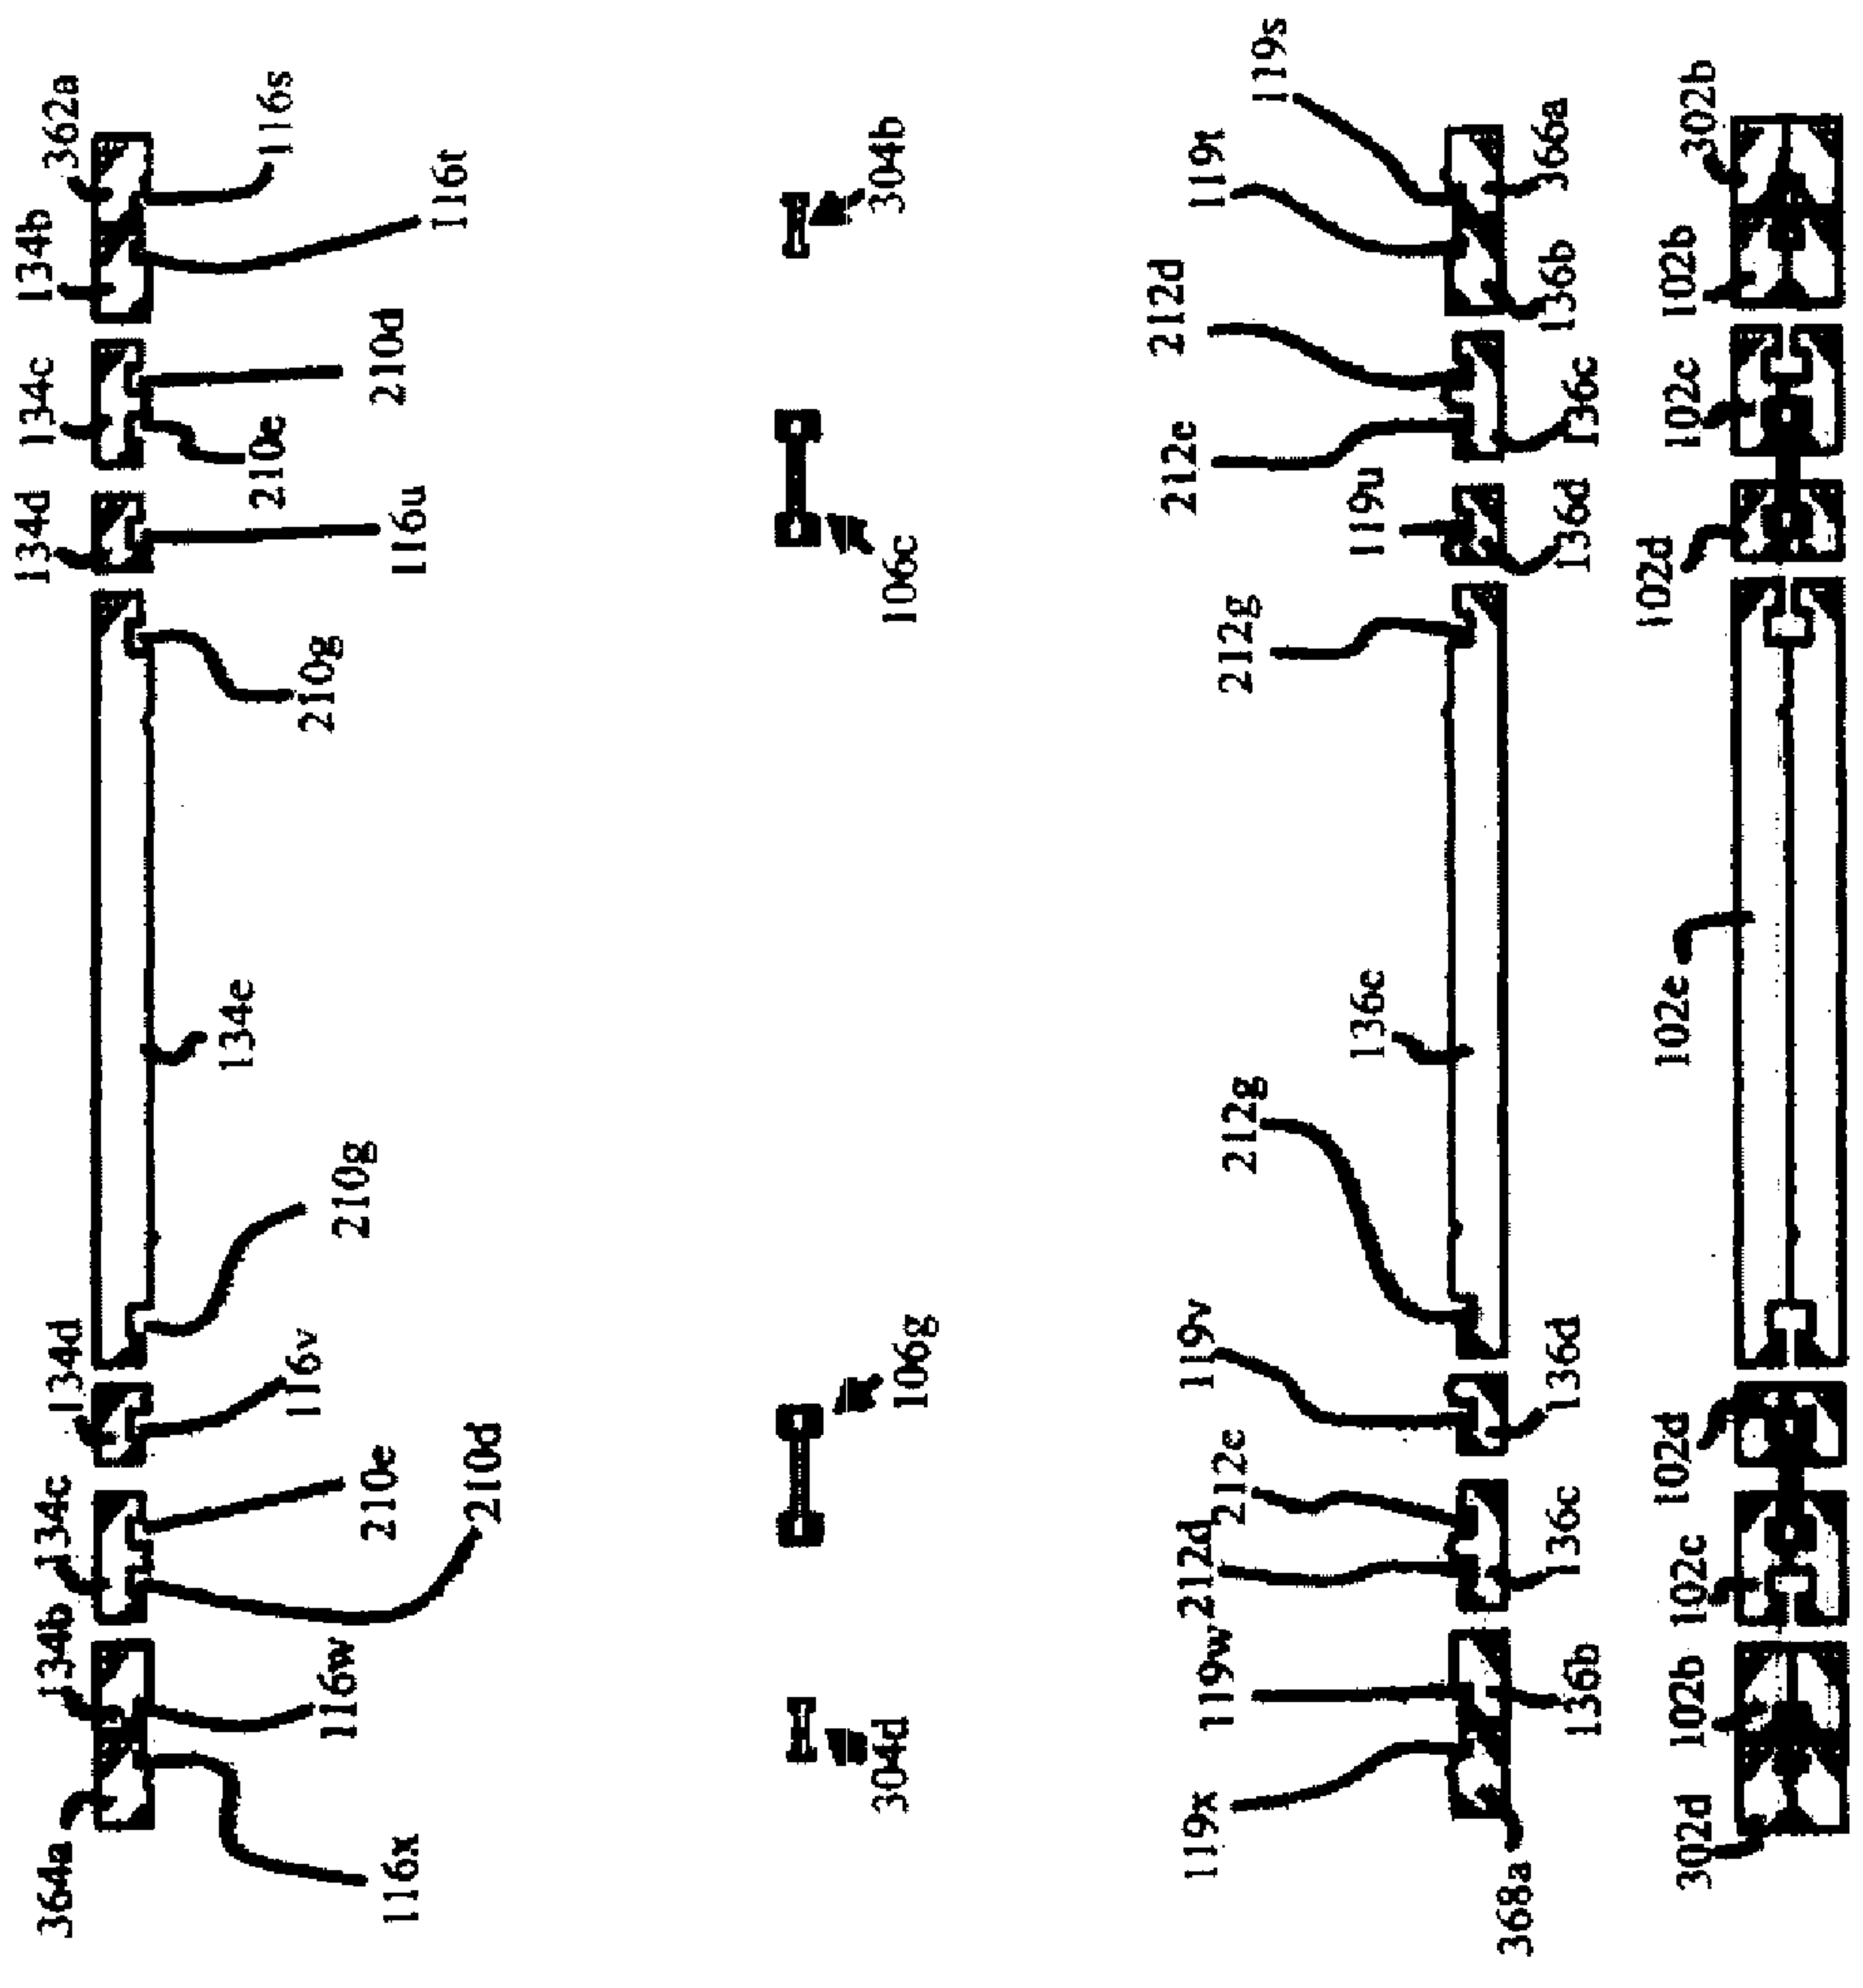 362a
116s
134b
116t
134c
210d
210e
134d
116u
210g
134e
210g
134d
116v
134c
210e
210d
134b
116w
364a
116x
304b
106c
106g
304d
119s
119t
366a
212d
136b
212e
136c
119u
136d
212g
136e
212g
119v
136d
212e
212d
136c
119w
136b
119x
368a
302b
102b
102c
102d
102e
102d
102c
102b
302d